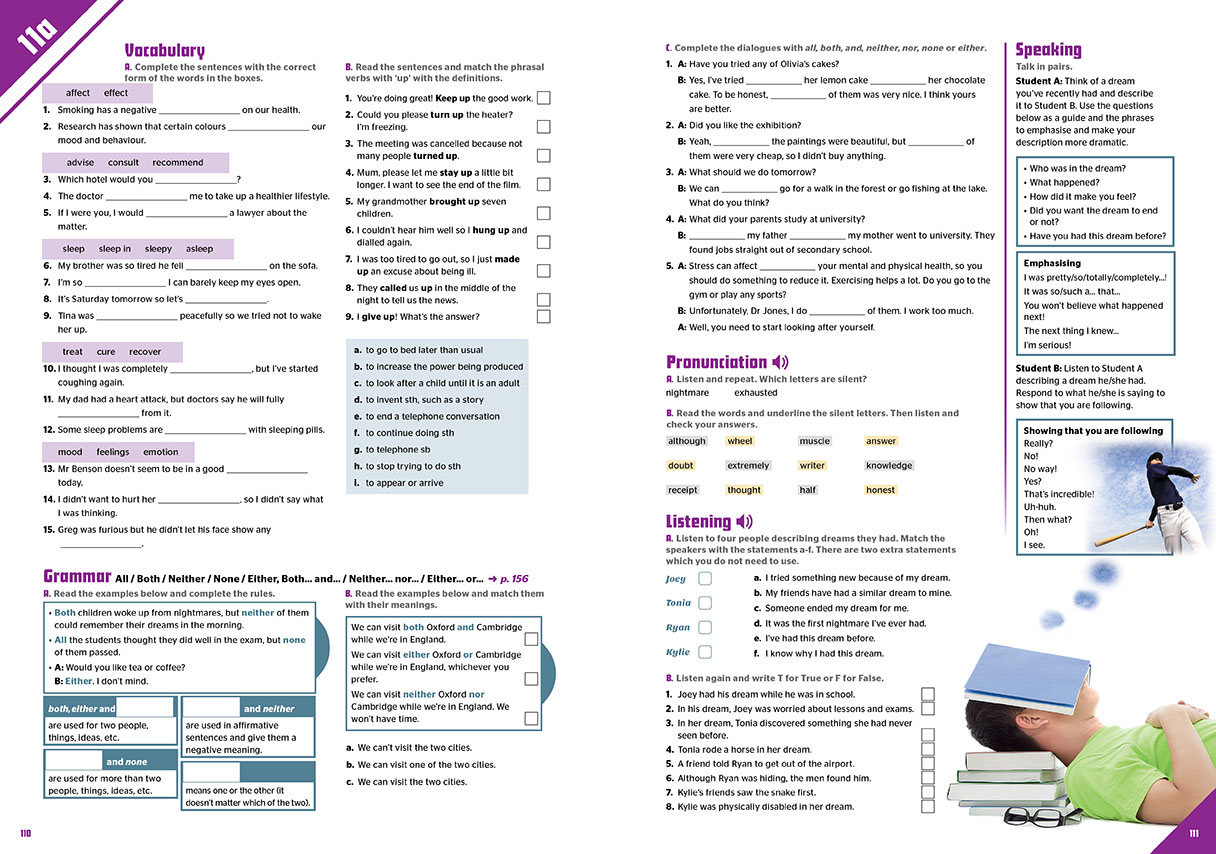 11a
Vocabulary
A. Complete the sentences with the correct
form of the words in the boxes.
affect effect
1. Smoking has a negative ________________ on our health.
2. Research has shown that certain colours ________________ our
mood and behaviour.
advise consult recommend
3. Which hotel would you ________________?
4. The doctor ________________ me to take up a healthier lifestyle.
5. If I were you, I would ________________ a lawyer about the
matter.
sleep sleep in sleepy asleep
6. My brother was so tired he fell ________________ on the sofa.
7. I'm so ________________ I can barely keep my eyes open.
8. It's Saturday tomorrow so let's ________________.
9. Tina was ________________ peacefully so we tried not to wake
her up.
treat cure recover
10. I thought I was completely ________________, but I've started
coughing again.
11. My dad had a heart attack, but doctors say he will fully
________________ from it.
12. Some sleep problems are ________________ with sleeping pills.
mood feelings emotion
13. Mr Benson doesn't seem to be in a good ________________
today.
14. I didn't want to hurt her ________________, so I didn't say what
I was thinking.
15. Greg was furious but he didn't let his face show any
________________.
B. Read the sentences and match the phrasal
verbs with 'up' with the definitions.
1. You're doing great! Keep up the good work.
2. Could you please turn up the heater?
I'm freezing.
3. The meeting was cancelled because not
many people turned up.
4. Mum, please let me stay up a little bit
longer. I want to see the end of the film.
5. My grandmother brought up seven
children.
6. I couldn't hear him well so I hung up and
dialled again.
7. I was too tired to go out, so I just made
up an excuse about being ill.
8. They called us up in the middle of the
night to tell us the news.
9. I give up! What's the answer?
a. to go to bed later than usual
b. to increase the power being produced
c. to look after a child until it is an adult
d. to invent sth, such as a story
e. to end a telephone conversation
f. to continue doing sth
g. to telephone sb
h. to stop trying to do sth
i. to appear or arrive
Grammar All / Both / Neither / None / Either, Both... and... / Neither... nor... / Either... or... ➜ p. 156
A. Read the examples below and complete the rules.
• Both children woke up from nightmares, but neither of them
could remember their dreams in the morning.
• All the students thought they did well in the exam, but none
of them passed.
• A: Would you like tea or coffee?
B: Either. I don't mind.
both, either and
are used for two people,
things, ideas, etc.
and neither
are used in affirmative
sentences and give them a
negative meaning.
and none
are used for more than two
people, things, ideas, etc.
means one or the other (it
doesn't matter which of the two).
B. Read the examples below and match them
with their meanings.
We can visit both Oxford and Cambridge
while we're in England.
We can visit either Oxford or Cambridge
while we're in England, whichever you
prefer.
We can visit neither Oxford nor
Cambridge while we're in England. We
won't have time.
a. We can't visit the two cities.
b. We can visit one of the two cities.
c. We can visit the two cities.
110
C. Complete the dialogues with all, both, and, neither, nor, none or either.
1. A: Have you tried any of Olivia's cakes?
B: Yes, I've tried ___________ her lemon cake ___________ her chocolate
cake. To be honest, ___________ of them was very nice. I think yours
are better.
2. A: Did you like the exhibition?
B: Yeah, ___________ the paintings were beautiful, but ___________ of
them were very cheap, so I didn't buy anything.
3. A: What should we do tomorrow?
B: We can ___________ go for a walk in the forest or go fishing at the lake.
What do you think?
4. A: What did your parents study at university?
B: ___________ my father ___________ my mother went to university. They
found jobs straight out of secondary school.
5. A: Stress can affect ___________ your mental and physical health, so you
should do something to reduce it. Exercising helps a lot. Do you go to the
gym or play any sports?
B: Unfortunately, Dr Jones, I do ___________ of them. I work too much.
A: Well, you need to start looking after yourself.
Pronunciation
A. Listen and repeat. Which letters are silent?
nightmare exhausted
B. Read the words and underline the silent letters. Then listen and
check your answers.
although wheel muscle answer
doubt extremely writer knowledge
receipt thought half honest
Listening
A. Listen to four people describing dreams they had. Match the
speakers with the statements a-f. There are two extra statements
which you do not need to use.
Joey
Tonia
Ryan
Kylie
a. I tried something new because of my dream.
b. My friends have had a similar dream to mine.
c. Someone ended my dream for me.
d. It was the first nightmare I've ever had.
e. I've had this dream before.
f. I know why I had this dream.
B. Listen again and write T for True or F for False.
1. Joey had his dream while he was in school.
2. In his dream, Joey was worried about lessons and exams.
3. In her dream, Tonia discovered something she had never
seen before.
4. Tonia rode a horse in her dream.
5. A friend told Ryan to get out of the airport.
6. Although Ryan was hiding, the men found him.
7. Kylie's friends saw the snake first.
8. Kylie was physically disabled in her dream.
Speaking
Talk in pairs.
Student A: Think of a dream
you've recently had and describe
it to Student B. Use the questions
below as a guide and the phrases
to emphasise and make your
description more dramatic.
• Who was in the dream?
• What happened?
• How did it make you feel?
• Did you want the dream to end
or not?
• Have you had this dream before?
Emphasising
I was pretty/so/totally/completely...!
It was so/such a... that...
You won't believe what happened
next!
The next thing I knew...
I'm serious!
Student B: Listen to Student A
describing a dream he/she had.
Respond to what he/she is saying to
show that you are following.
Showing that you are following
Really?
No!
No way!
Yes?
That's incredible!
Uh-huh.
Then what?
Oh!
I see.
111